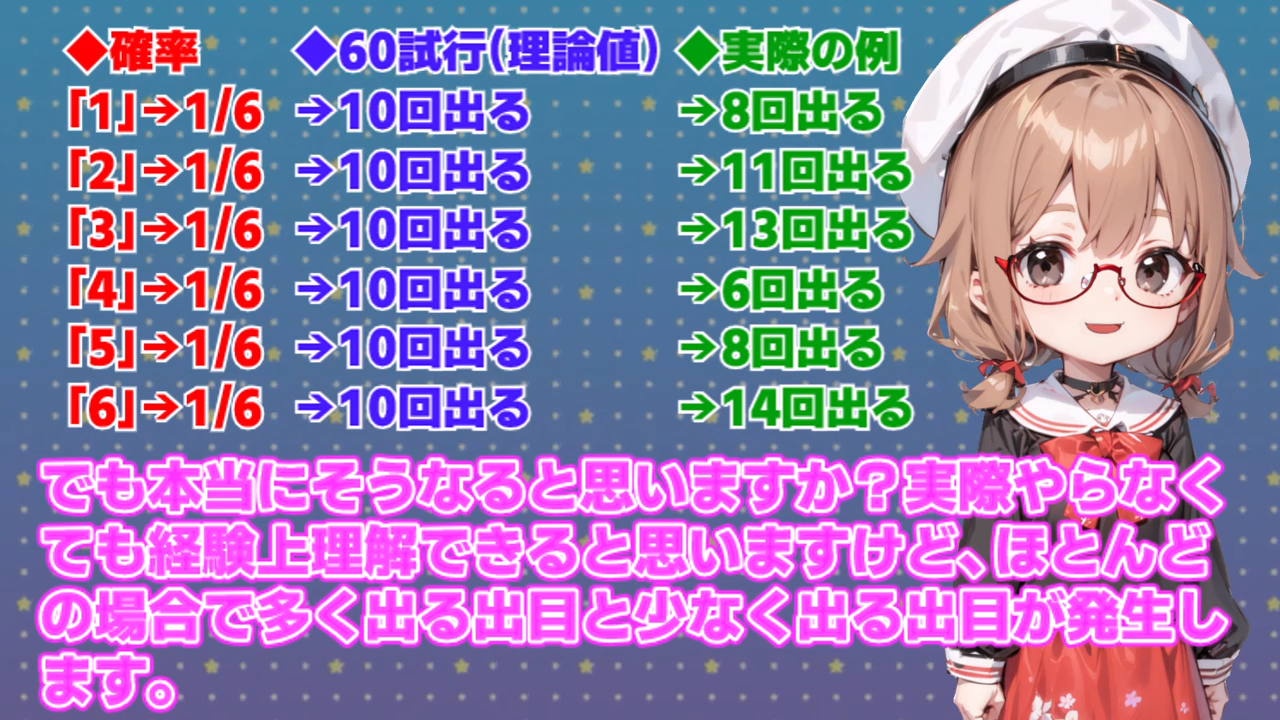 ◆確率 ◆60試行(理論値) ◆実際の例
「1」→1/6 →10回出る →8回出る
「2」→1/6 →10回出る →11回出る
「3」→1/6 →10回出る →13回出る
「4」→1/6 →10回出る →6回出る
「5」→1/6 →10回出る →8回出る
「6」→1/6 →10回出る →14回出る
でも本当にそうなると思いますか？実際やらなく
ても経験上理解できると思いますけど、ほとんど
の場合で多く出る出目と少なく出る出目が発生し
ます。